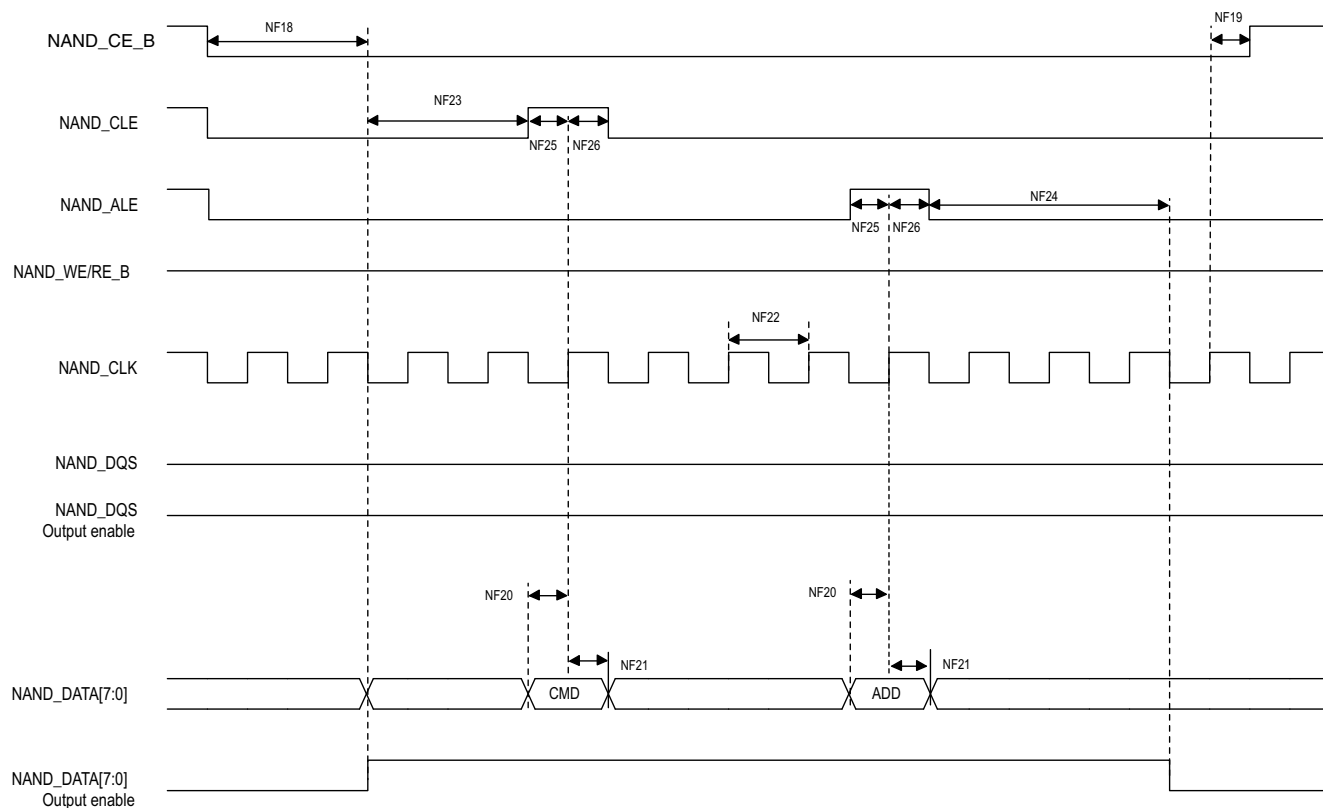 NF18
NF19
NAND_CE_B
NF23
NAND_CLE
NF25
NF26
NAND_ALE
NF24
NF25
NF26
NAND_WE/RE_B
NF22
NAND_CLK
NAND_DQS
NAND_DQS
Output enable
NF20
NF20
NF21
NF21
NAND_DATA[7:0]
CMD
ADD
NAND_DATA[7:0]
Output enable